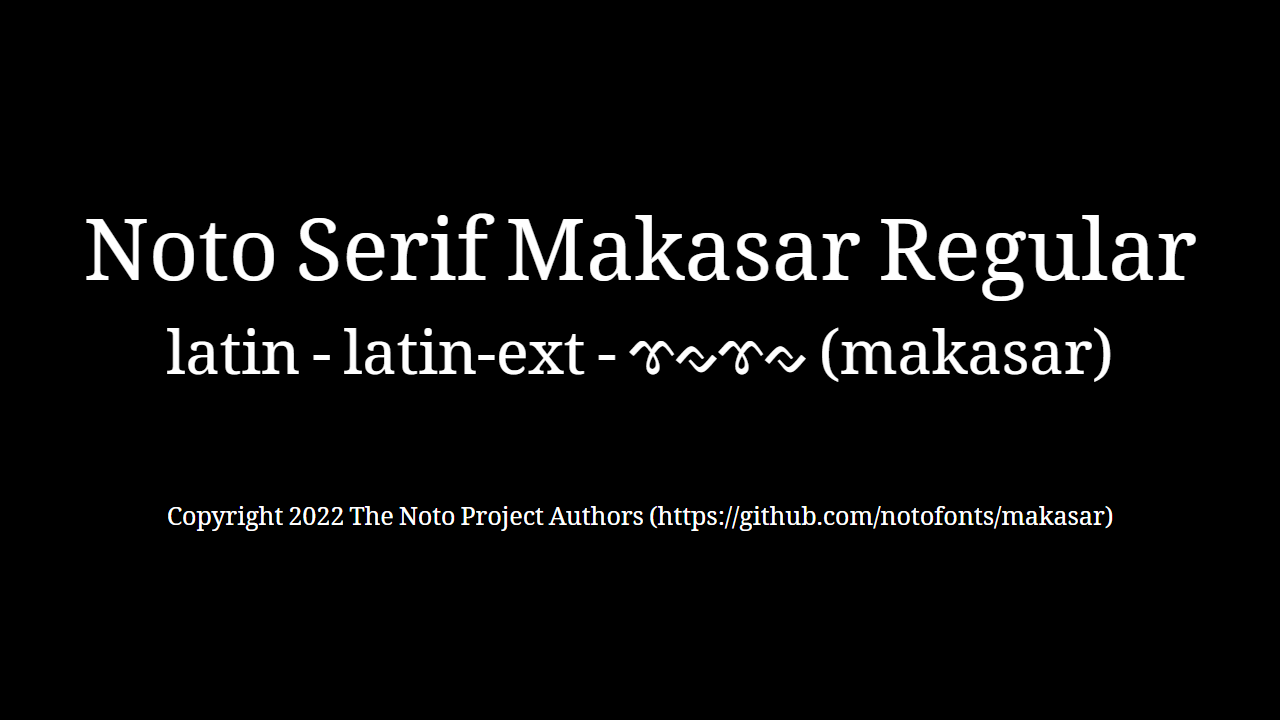 Noto Serif Makasar Regular
latin - latin-ext - 𑻪𑻢𑻪𑻢 (makasar)
Copyright 2022 The Noto Project Authors (https://github.com/notofonts/makasar)